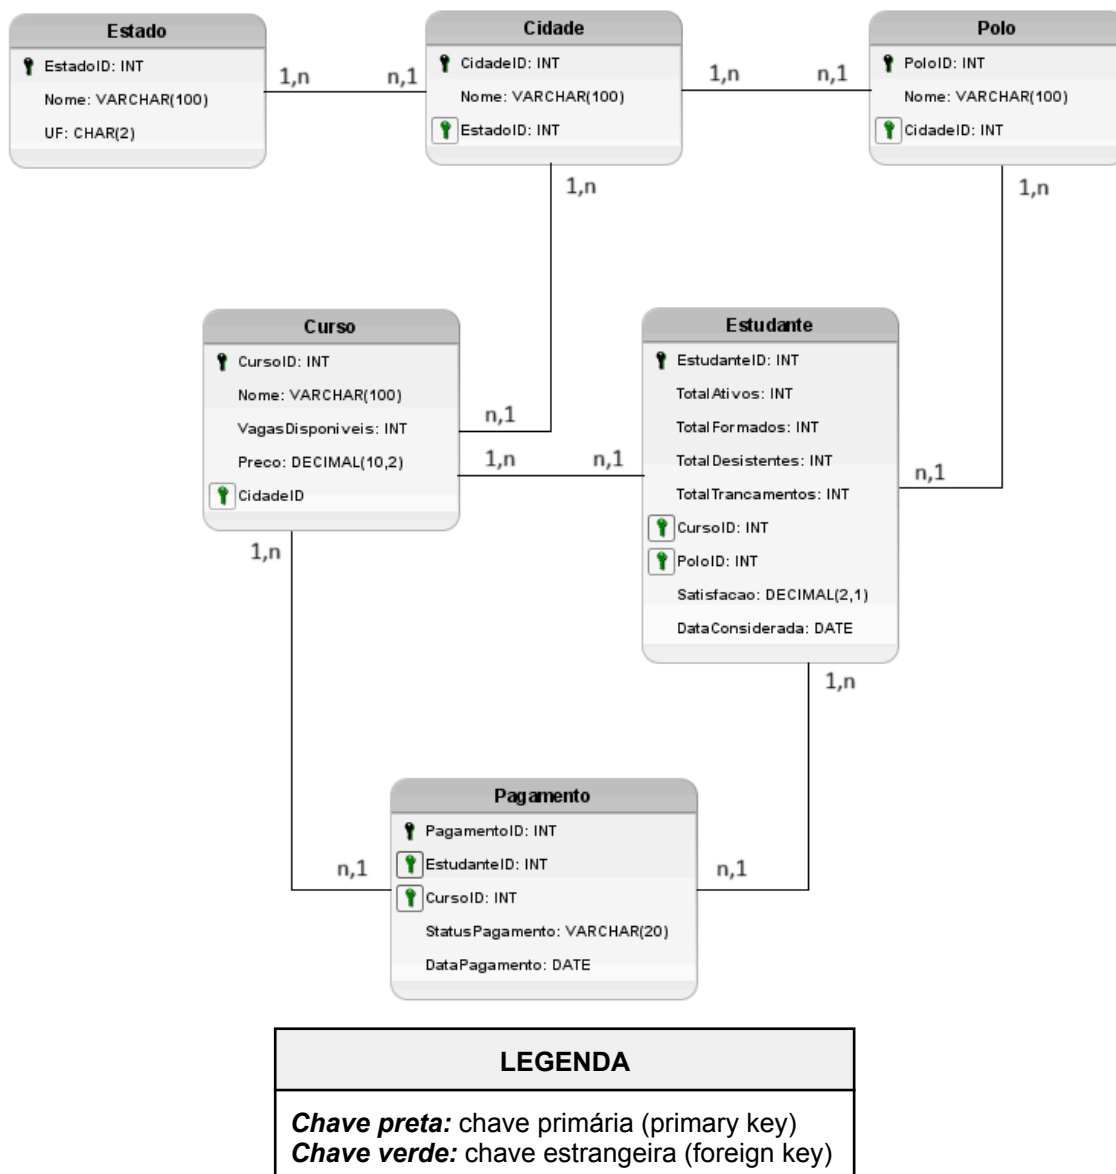 Estado
EstadoID: INT
Nome: VARCHAR(100)
UF: CHAR(2)
1,n
n,1
Cidade
CidadeID: INT
Nome: VARCHAR(100)
EstadoID: INT
1,n
n,1
Polo
PoloID: INT
Nome: VARCHAR(100)
CidadeID: INT
1,n
1,n
Curso
CursoID: INT
Nome: VARCHAR(100)
VagasDisponiveis: INT
Preco: DECIMAL(10,2)
CidadeID
n,1
1,n
n,1
Estudante
EstudanteID: INT
TotalAtivos: INT
TotalFormados: INT
TotalDesistentes: INT
TotalTrancamentos: INT
CursoID: INT
PoloID: INT
Satisfacao: DECIMAL(2,1)
DataConsiderada: DATE
n,1
1,n
1,n
Pagamento
PagamentoID: INT
EstudanteID: INT
CursoID: INT
StatusPagamento: VARCHAR(20)
DataPagamento: DATE
n,1
n,1
LEGENDA
Chave preta: chave primária (primary key)
Chave verde: chave estrangeira (foreign key)